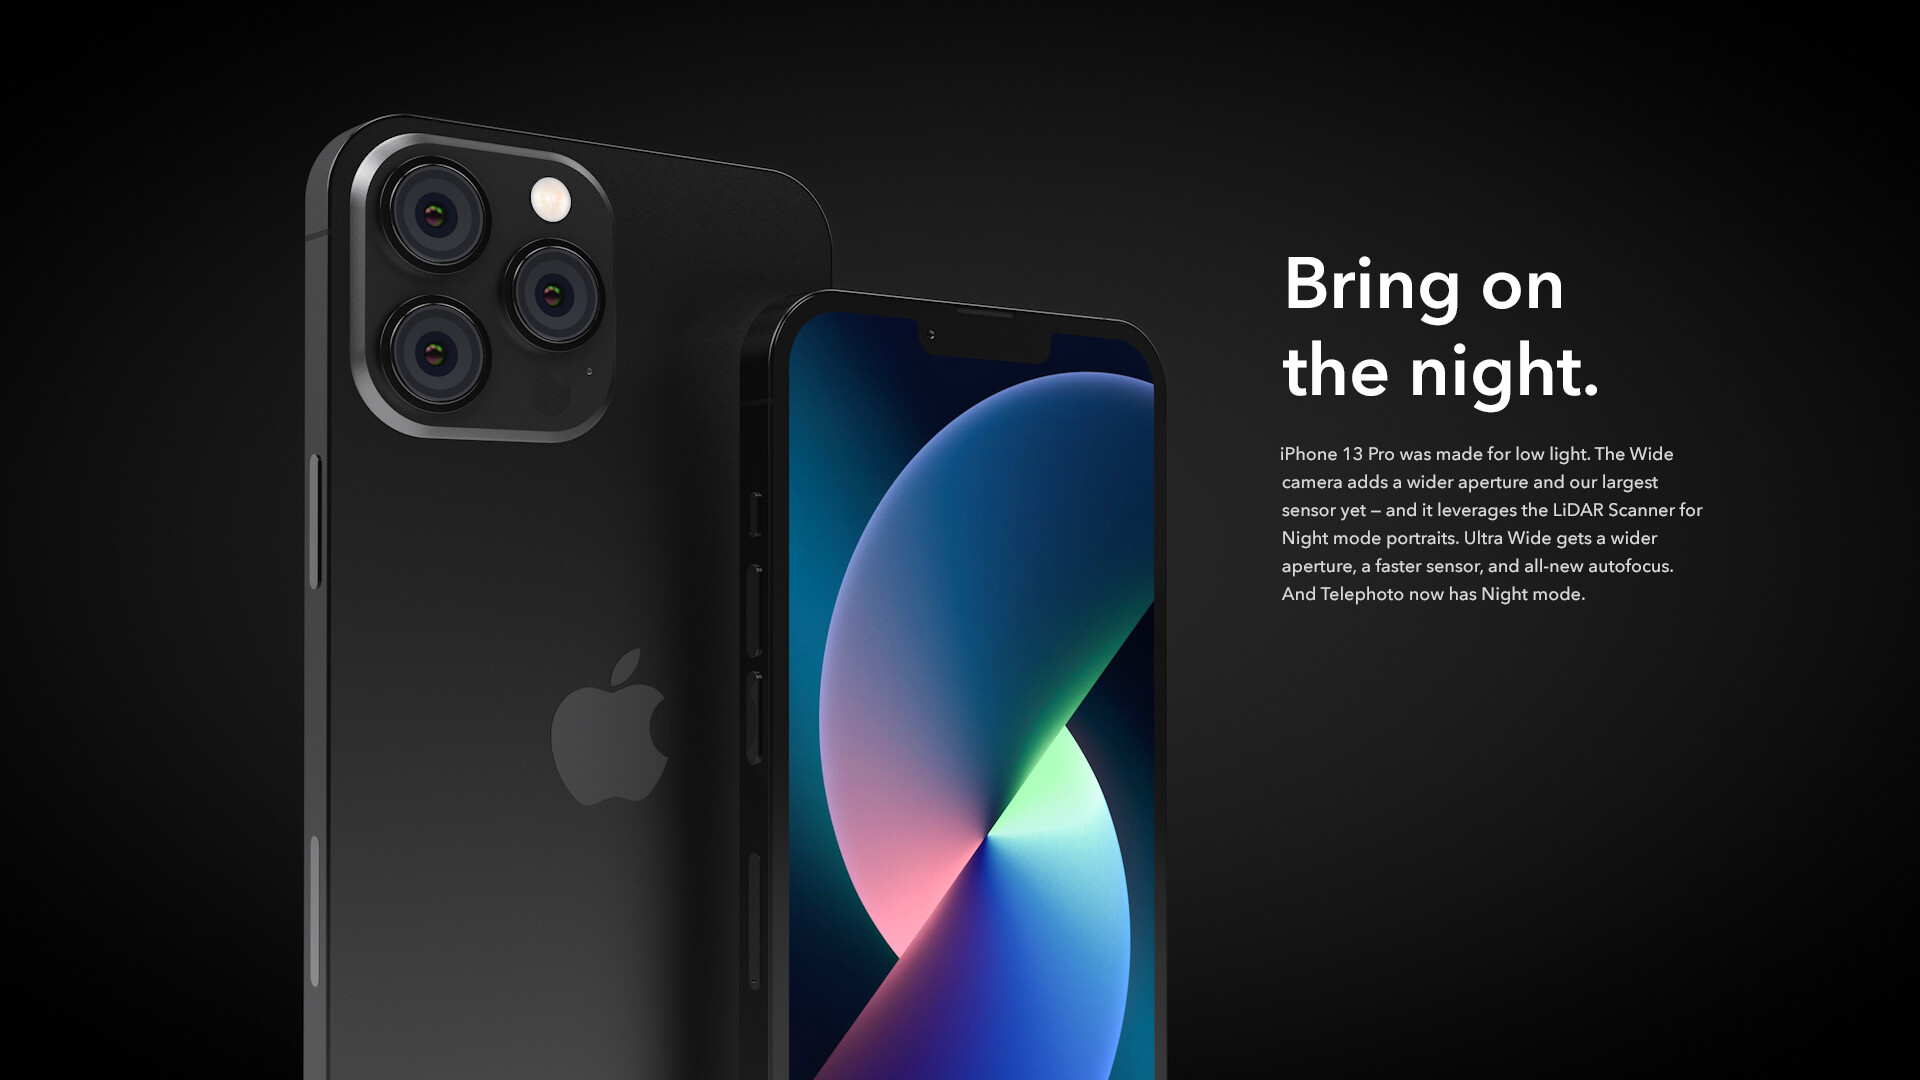 Bring on
the night.
iPhone 13 Pro was made for low light. The Wide
camera adds a wider aperture and our largest
sensor yet – and it leverages the LiDAR Scanner for
Night mode portraits. Ultra Wide gets a wider
aperture, a faster sensor, and all-new autofocus.
And Telephoto now has Night mode.